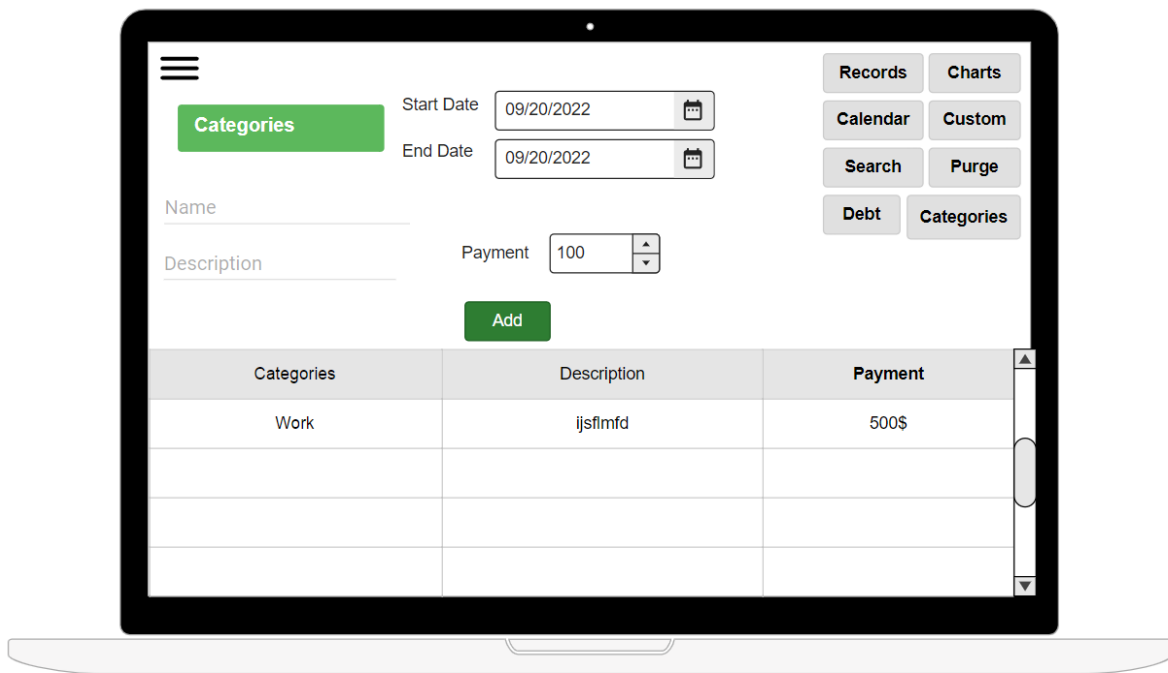 Records Charts
Start Date 09/20/2022
Categories
Calendar Custom
End Date 09/20/2022
Search Purge
Name
Debt Categories
Payment 100
Description
Add
Categories Description Payment
Work ijsflmfd 500$